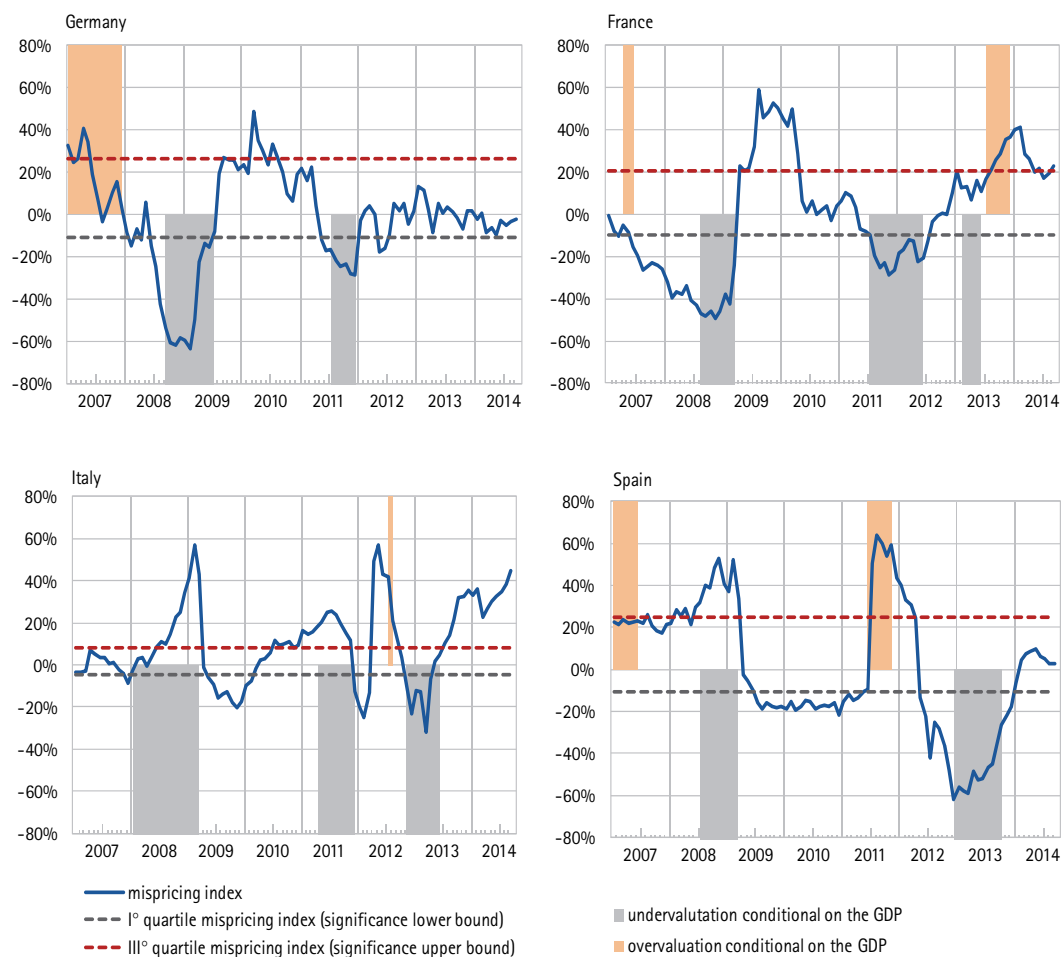 Germany
80%
60%
40%
20%
0%
-20%
-40%
-60%
-80%
2007 2008 2009 2010 2011 2012 2013 2014
France
80%
60%
40%
20%
0%
-20%
-40%
-60%
-80%
2007 2008 2009 2010 2011 2012 2013 2014
Italy
80%
60%
40%
20%
0%
-20%
-40%
-60%
-80%
2007 2008 2009 2010 2011 2012 2013 2014
Spain
80%
60%
40%
20%
0%
-20%
-40%
-60%
-80%
2007 2008 2009 2010 2011 2012 2013 2014
mispricing index
I° quartile mispricing index (significance lower bound)
III° quartile mispricing index (significance upper bound)
undervalutation conditional on the GDP
overvaluation conditional on the GDP